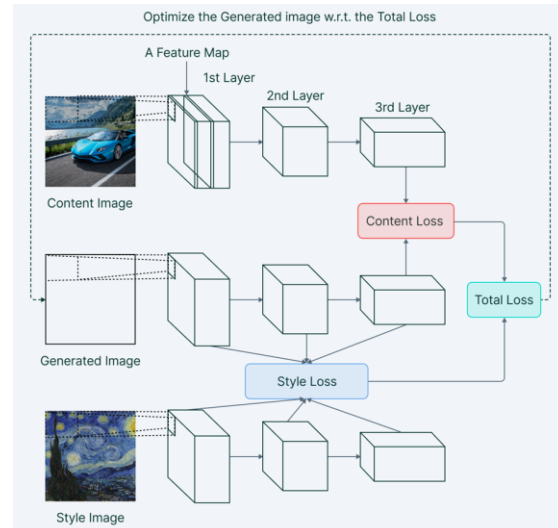 Optimize the Generated image w.r.t. the Total Loss
A Feature Map
1st Layer
2nd Layer
3rd Layer
Content Image
Content Loss
Total Loss
Generated Image
Style Loss
Style Image